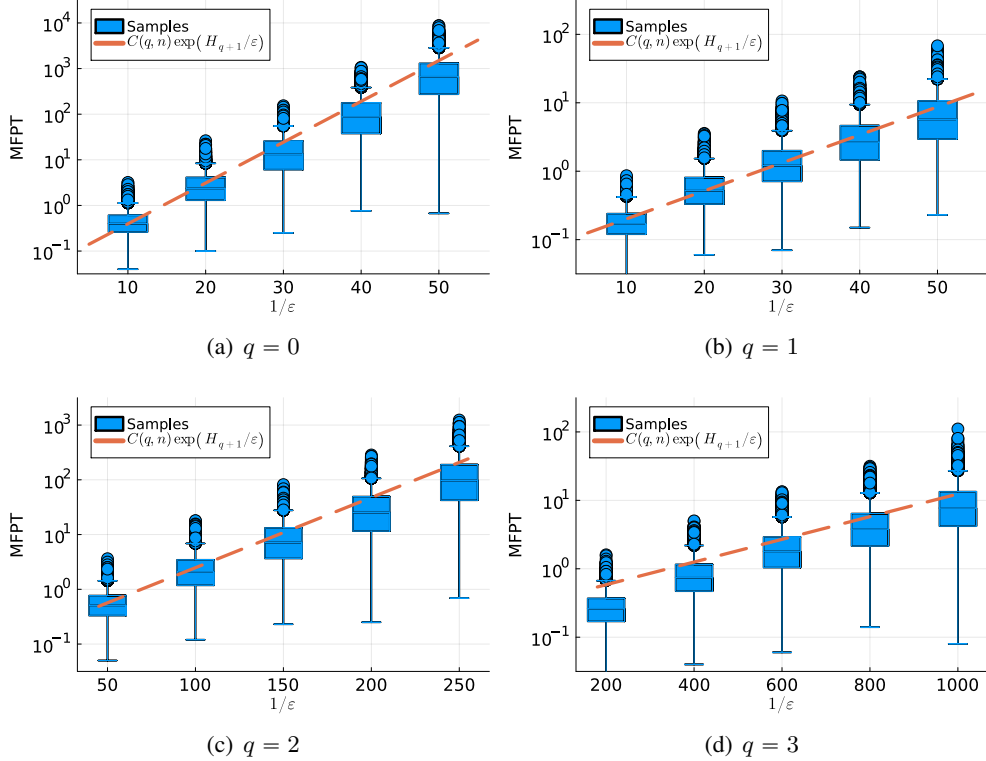 Samples
C(q, n) exp(H_{q+1}/ε)
MFPT
10^4
10^3
10^2
10^1
10^0
10^{-1}
10 20 30 40 50
1/ε
(a) q = 0
Samples
C(q, n) exp(H_{q+1}/ε)
MFPT
10^2
10^1
10^0
10^{-1}
10 20 30 40 50
1/ε
(b) q = 1
Samples
C(q, n) exp(H_{q+1}/ε)
MFPT
10^3
10^2
10^1
10^0
10^{-1}
50 100 150 200 250
1/ε
(c) q = 2
Samples
C(q, n) exp(H_{q+1}/ε)
MFPT
10^2
10^1
10^0
10^{-1}
200 400 600 800 1000
1/ε
(d) q = 3